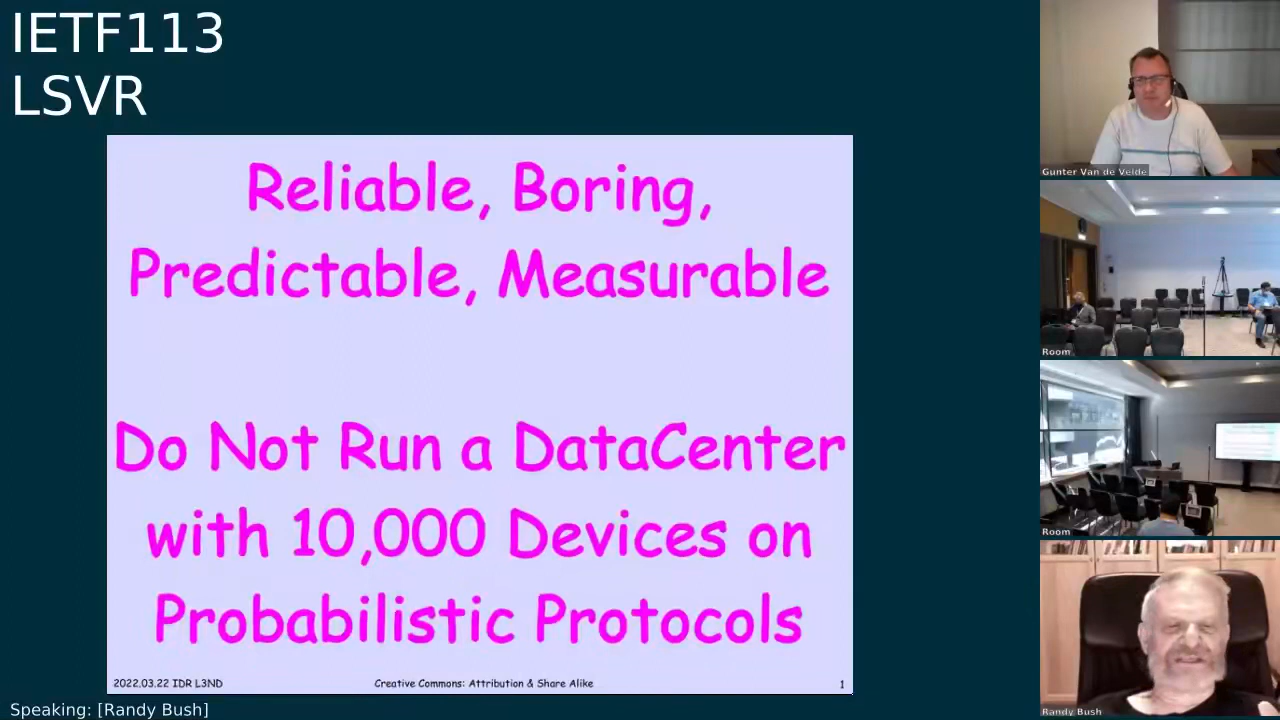 IETF113
LSVR
Reliable, Boring,
Predictable, Measurable
Do Not Run a DataCenter
with 10,000 Devices on
Probabilistic Protocols
2022.03.22 IDR L3ND
Creative Commons: Attribution & Share Alike
1
Gunter Van de Velde
Room
Room
Randy Bush
Speaking: [Randy Bush]